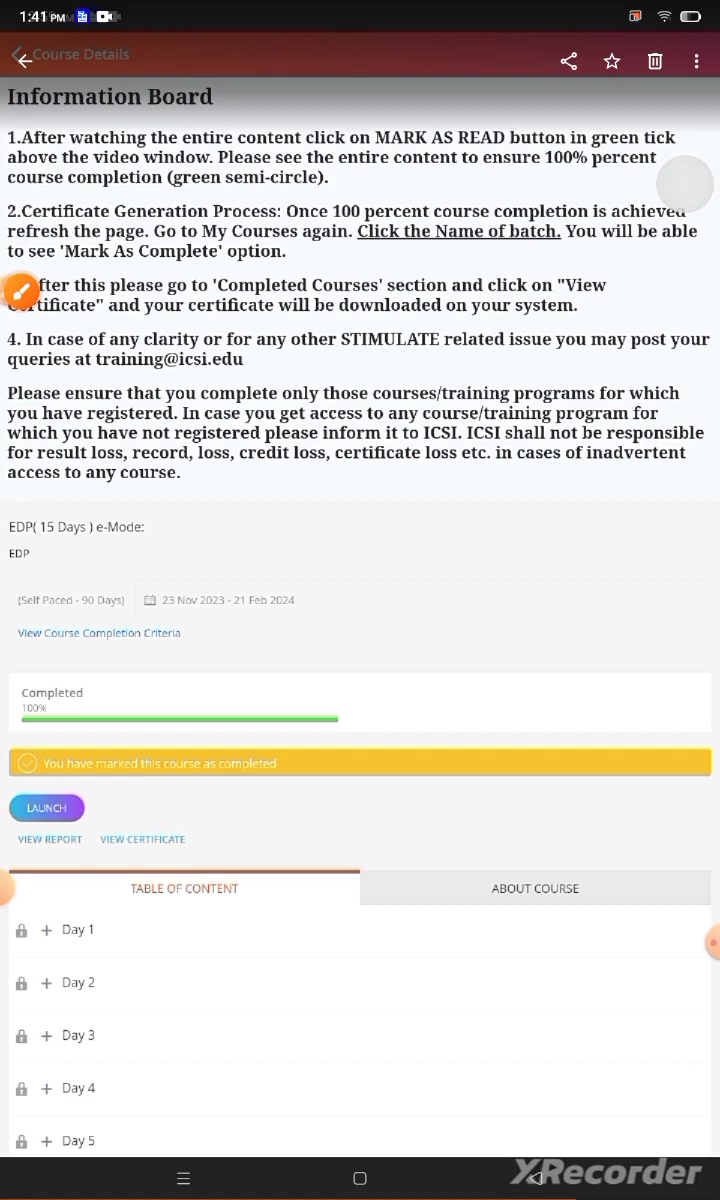 1:41 PM
Course Details
Information Board
1.After watching the entire content click on MARK AS READ button in green tick
above the video window. Please see the entire content to ensure 100% percent
course completion (green semi-circle).
2.Certificate Generation Process: Once 100 percent course completion is achieved
refresh the page. Go to My Courses again. Click the Name of batch. You will be able
to see 'Mark As Complete' option.
fter this please go to 'Completed Courses' section and click on "View
rtificate" and your certificate will be downloaded on your system.
4. In case of any clarity or for any other STIMULATE related issue you may post your
queries at training@icsi.edu
Please ensure that you complete only those courses/training programs for which
you have registered. In case you get access to any course/training program for
which you have not registered please inform it to ICSI. ICSI shall not be responsible
for result loss, record, loss, credit loss, certificate loss etc. in cases of inadvertent
access to any course.
EDP( 15 Days ) e-Mode:
EDP
(Self Paced - 90 Days) 23 Nov 2023 - 21 Feb 2024
View Course Completion Criteria
Completed
100%
You have marked this course as completed
LAUNCH
VIEW REPORT VIEW CERTIFICATE
TABLE OF CONTENT ABOUT COURSE
+ Day 1
+ Day 2
+ Day 3
+ Day 4
+ Day 5
XRecorder